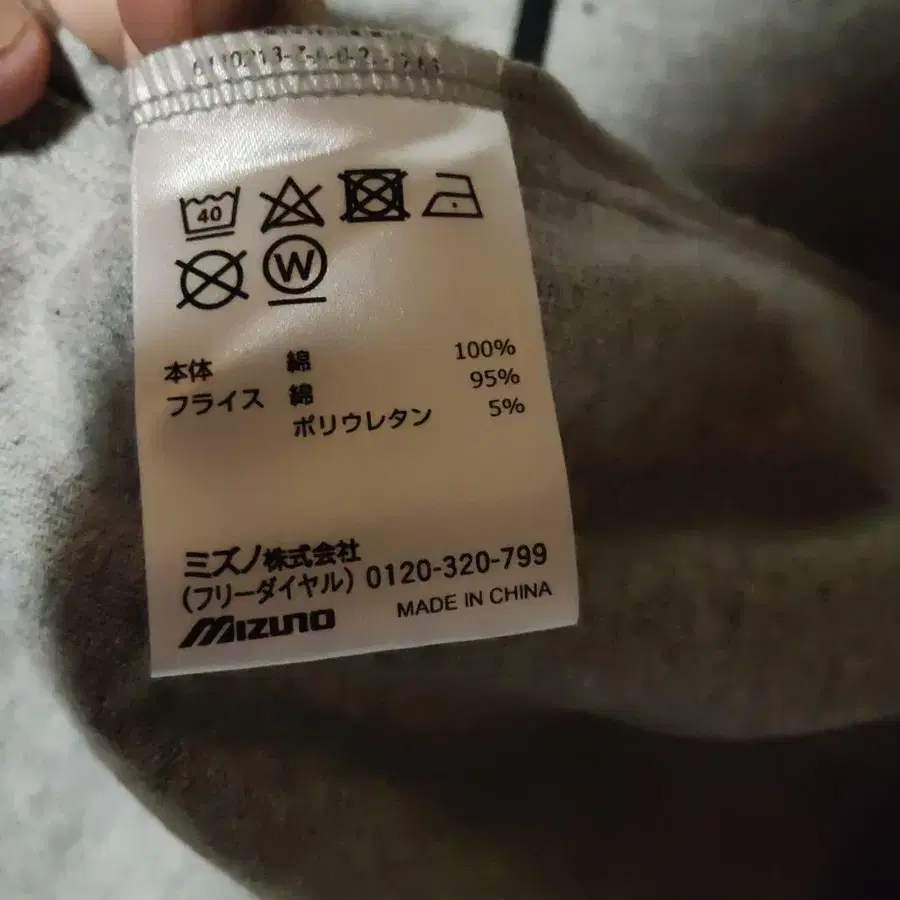 40
W
本体 綿 100%
フライス 綿 95%
ポリウレタン 5%
ミズノ株式会社
(フリーダイヤル) 0120-320-799
MIZUNO MADE IN CHINA